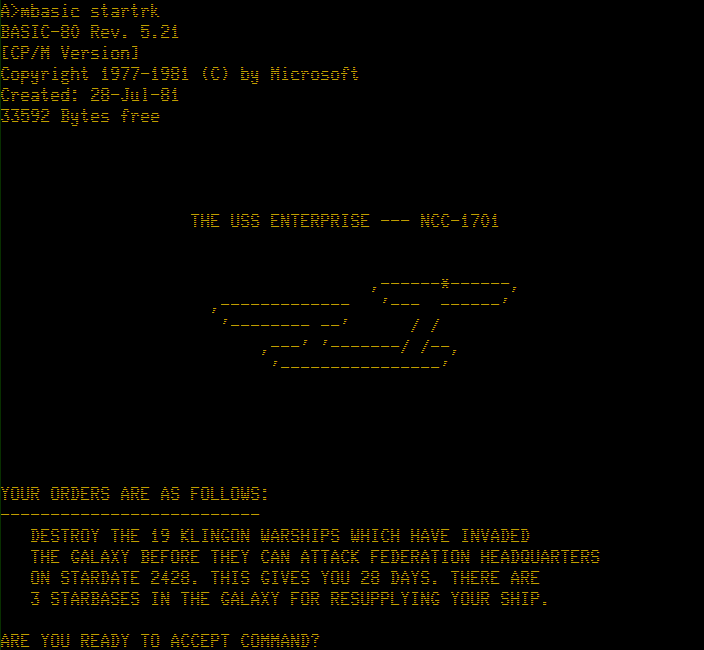 A>mbasic startrk
BASIC-80 Rev. 5.21
[CP/M Version]
Copyright 1977-1981 (C) by Microsoft
Created: 28-Jul-81
33592 Bytes free
THE USS ENTERPRISE --- NCC-1701
,------*------,
,-------------   '---  ------'
'-------- --'      / /
,---' '-------/ /--,
'----------------'
YOUR ORDERS ARE AS FOLLOWS:
--------------------------
DESTROY THE 19 KLINGON WARSHIPS WHICH HAVE INVADED
THE GALAXY BEFORE THEY CAN ATTACK FEDERATION HEADQUARTERS
ON STARDATE 2428. THIS GIVES YOU 28 DAYS. THERE ARE
3 STARBASES IN THE GALAXY FOR RESUPPLYING YOUR SHIP.
ARE YOU READY TO ACCEPT COMMAND?